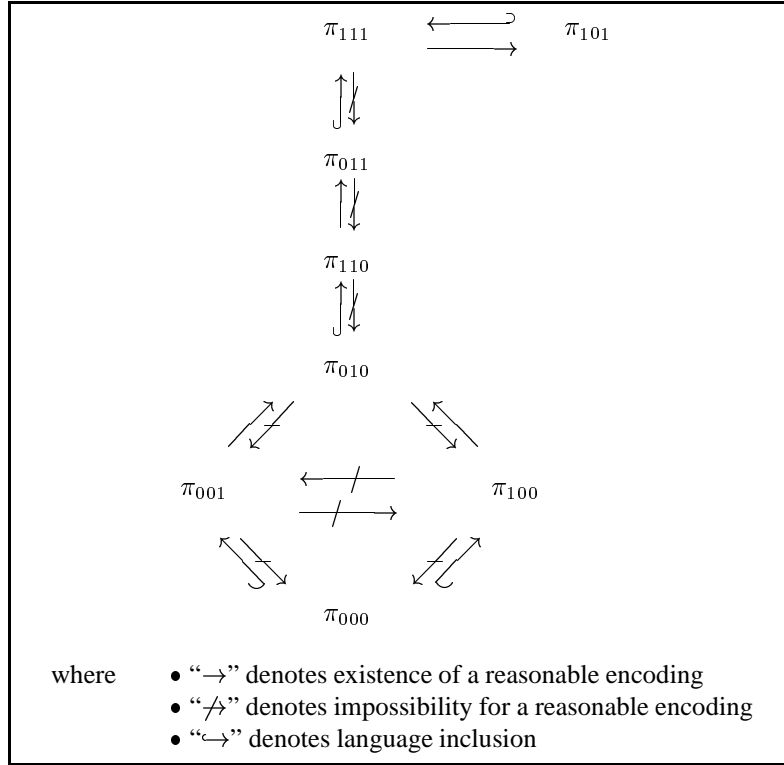 π₁₁₁ π₁₀₁
π₀₁₁
π₁₁₀
π₀₁₀
π₀₀₁ π₁₀₀
π₀₀₀
where • “→” denotes existence of a reasonable encoding
• “↛” denotes impossibility for a reasonable encoding
• “↪” denotes language inclusion